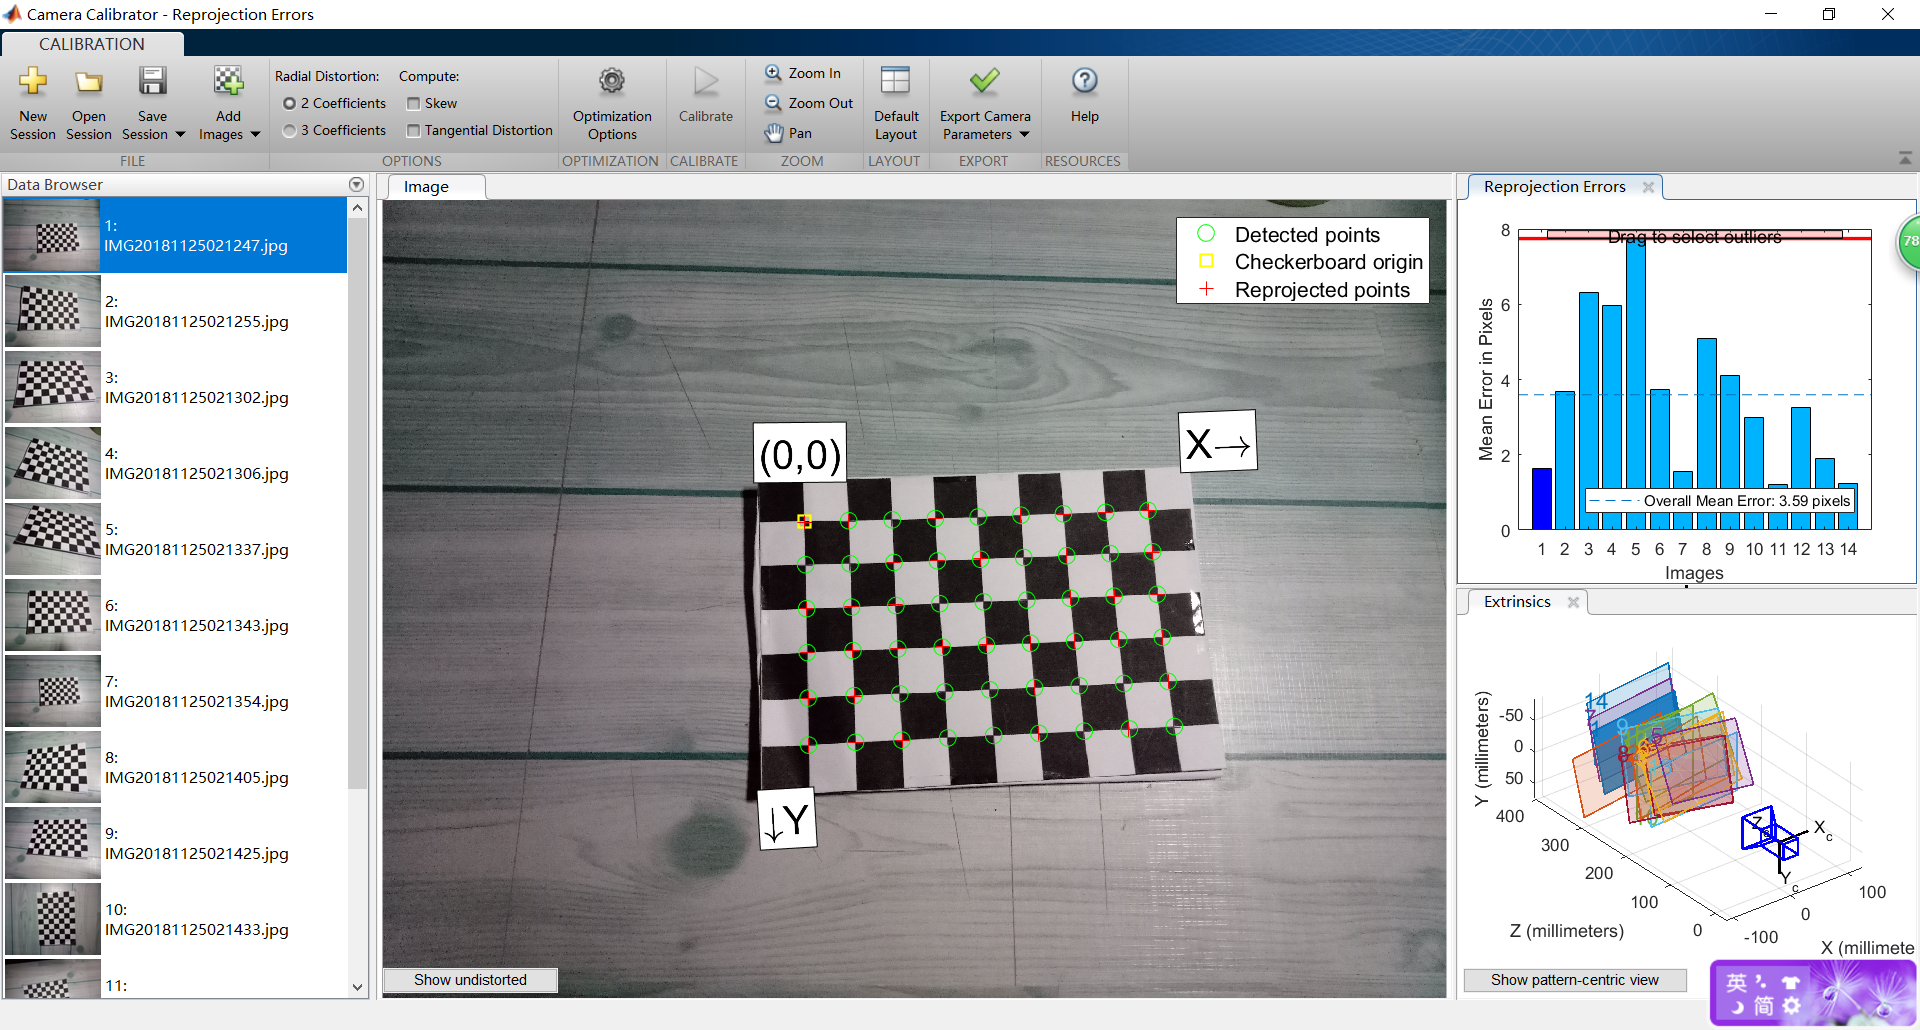 Camera Calibrator - Reprojection Errors
CALIBRATION
New Session
Open Session
Save Session
Add Images
FILE
Radial Distortion:
2 Coefficients
3 Coefficients
Compute:
Skew
Tangential Distortion
OPTIONS
Optimization Options
OPTIMIZATION
Calibrate
CALIBRATE
Zoom In
Zoom Out
Pan
ZOOM
Default Layout
LAYOUT
Export Camera Parameters
EXPORT
Help
RESOURCES
Data Browser
1:
IMG20181125021247.jpg
2:
IMG20181125021255.jpg
3:
IMG20181125021302.jpg
4:
IMG20181125021306.jpg
5:
IMG20181125021337.jpg
6:
IMG20181125021343.jpg
7:
IMG20181125021354.jpg
8:
IMG20181125021405.jpg
9:
IMG20181125021425.jpg
10:
IMG20181125021433.jpg
11:
Image
Detected points
Checkerboard origin
Reprojected points
(0,0)
X→
↓Y
Show undistorted
Reprojection Errors
Drag to select outliers
78
8
6
4
2
0
Mean Error in Pixels
Overall Mean Error: 3.59 pixels
1 2 3 4 5 6 7 8 9 10 11 12 13 14
Images
Extrinsics
Y (millimeters)
-50
0
50
400
300
200
100
0
Z (millimeters)
-100
0
100
X (millimete
14
9
5
8
Xc
Yc
Show pattern-centric view
英
简